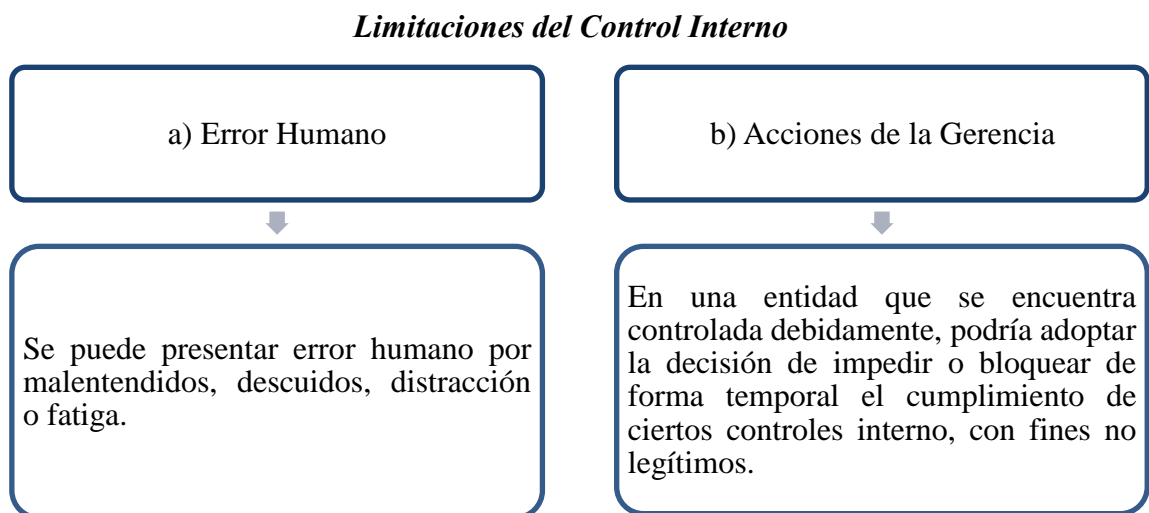 Limitaciones del Control Interno
a) Error Humano
Se puede presentar error humano por
malentendidos, descuidos, distracción
o fatiga.
b) Acciones de la Gerencia
En una entidad que se encuentra
controlada debidamente, podría adoptar
la decisión de impedir o bloquear de
forma temporal el cumplimiento de
ciertos controles interno, con fines no
legítimos.